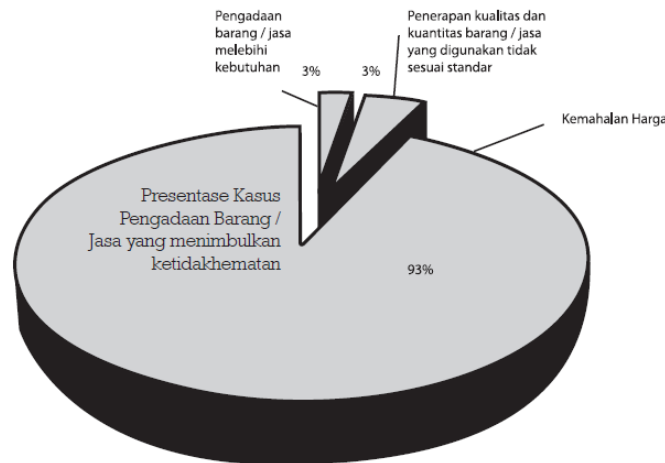 Pengadaan
barang / jasa
melebihi
kebutuhan
3%
3%
Penerapan kualitas dan
kuantitas barang / jasa
yang digunakan tidak
sesuai standar
Kemahalan Harga
Presentase Kasus
Pengadaan Barang /
Jasa yang menimbulkan
ketidakhematan
93%